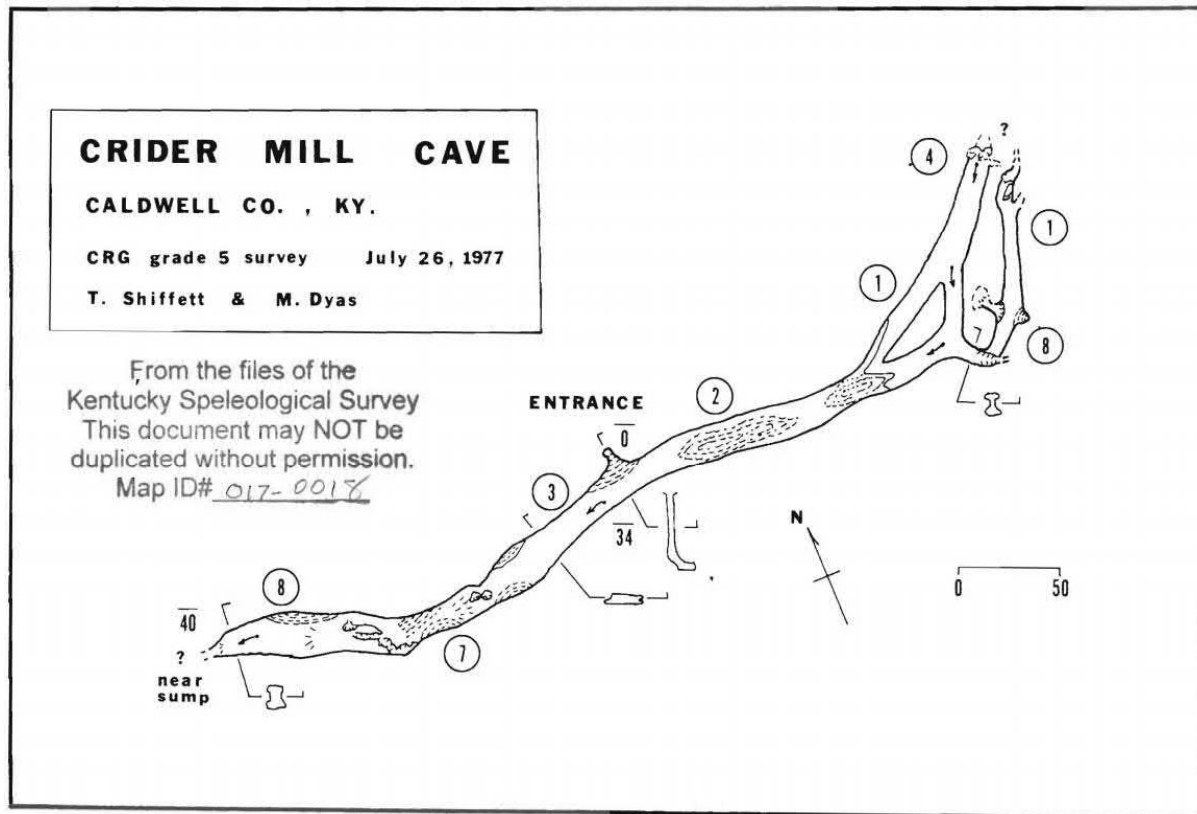 CRIDER MILL CAVE
CALDWELL CO. , KY.
CRG grade 5 survey July 26, 1977
T. Shiffett & M. Dyas
From the files of the
Kentucky Speleological Survey
This document may NOT be
duplicated without permission.
Map ID# 017-0018
?
4
1
1
7
8
2
ENTRANCE
0
3
34
N
0 50
8
40
7
?
near
sump